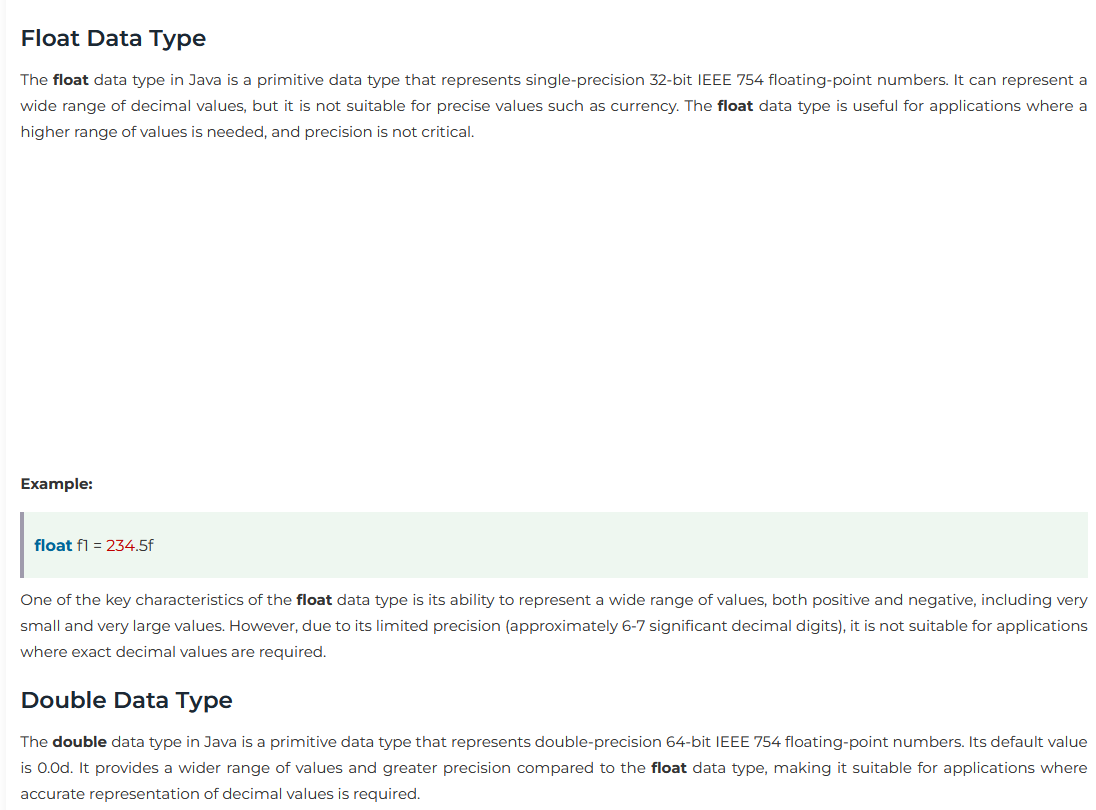 Float Data Type
The float data type in Java is a primitive data type that represents single-precision 32-bit IEEE 754 floating-point numbers. It can represent a
wide range of decimal values, but it is not suitable for precise values such as currency. The float data type is useful for applications where a
higher range of values is needed, and precision is not critical.
Example:
float f1 = 234.5f
One of the key characteristics of the float data type is its ability to represent a wide range of values, both positive and negative, including very
small and very large values. However, due to its limited precision (approximately 6-7 significant decimal digits), it is not suitable for applications
where exact decimal values are required.
Double Data Type
The double data type in Java is a primitive data type that represents double-precision 64-bit IEEE 754 floating-point numbers. Its default value
is 0.0d. It provides a wider range of values and greater precision compared to the float data type, making it suitable for applications where
accurate representation of decimal values is required.